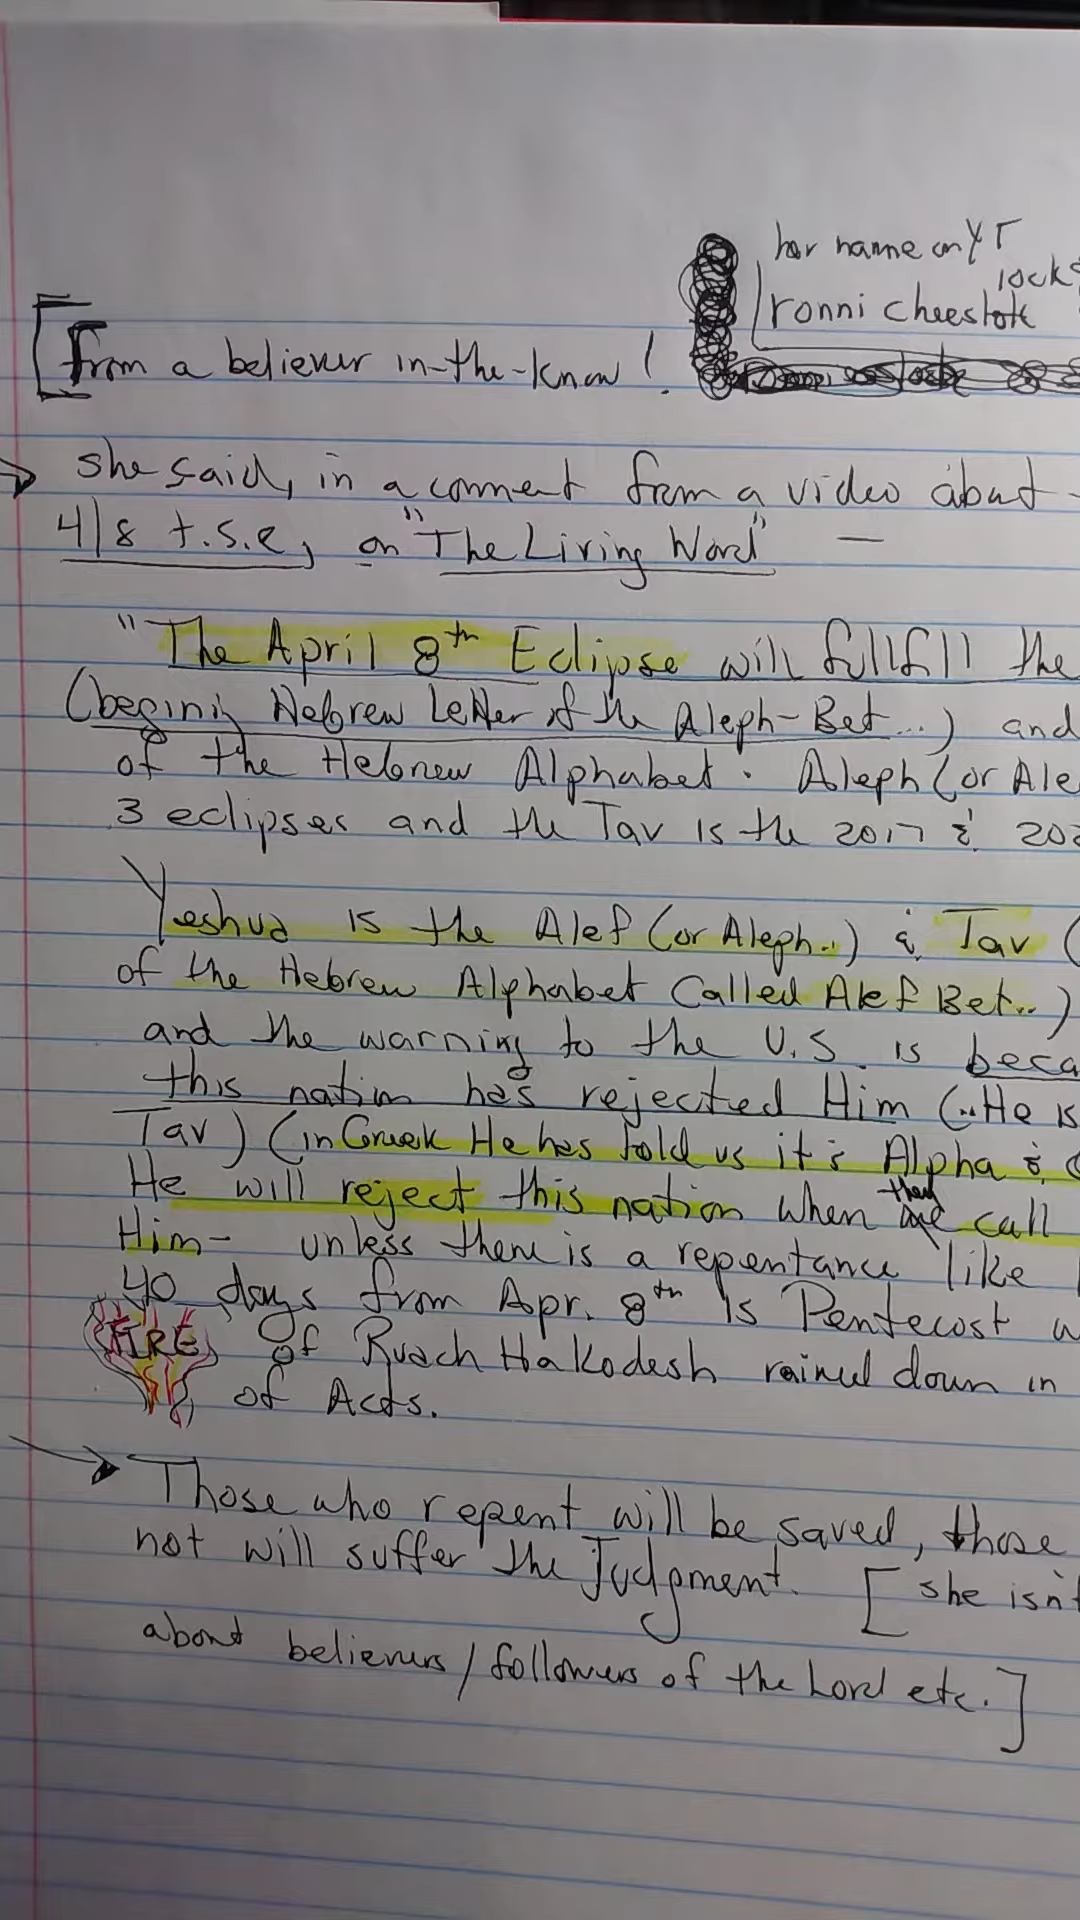 her name on YT
ronni cheestok
[From a believer in-the-know!
→ she said, in a comment from a video about
4/8 t.s.e, on "The Living Word" —
"The April 8th Eclipse will fullfill the
(begining Hebrew Letter of the Aleph-Bet...) and
of the Hebrew Alphabet. Aleph (or Ale
3 eclipses and the Tav is the 2017 & 202
Yeshua is the Alef (or Aleph..) & Tav (
of the Hebrew Alphabet Called Alef Bet..)
and the warning to the U.S. is beca
this nation has rejected Him (..He is
Tav) (in Greek He has told us it's Alpha &
He will reject this nation when they call
Him - unless there is a repentance like
40 days from Apr. 8th is Pentecost w
FIRE of Ruach HaKodesh rained down in
of Acts.
→ Those who repent will be saved, those
not will suffer the Judgment. [she isn't
about believers/followers of the Lord etc.]